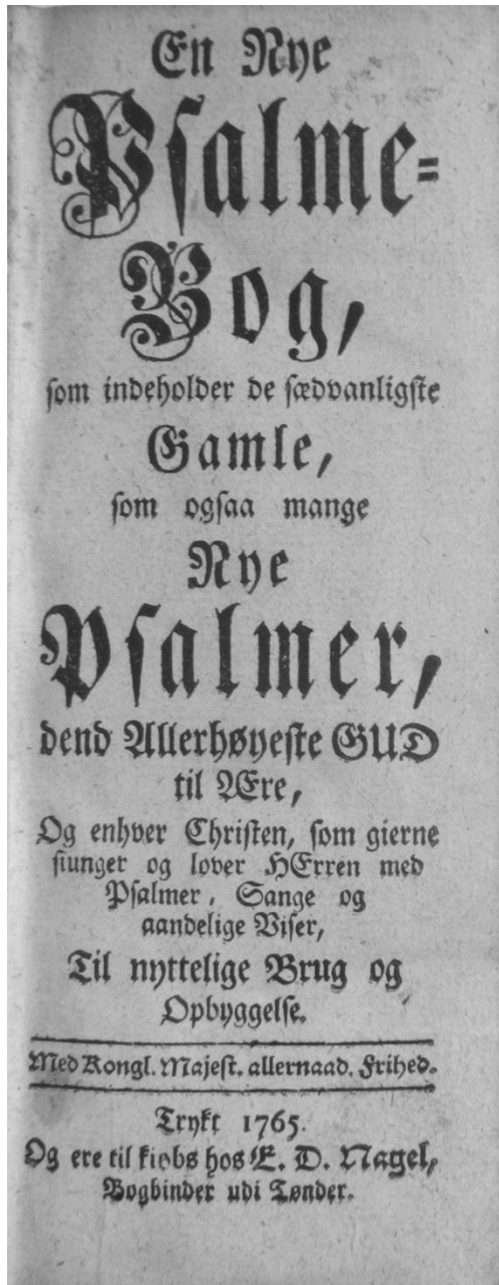 En Nye
Psalme-
Bog,
som indeholder de sædvanligste
Gamle,
som ogsaa mange
Nye
Psalmer,
dend Allerhøyeste GUD
til Ære,
Og enhver Christen, som gierne
siunger og lover HErren med
Psalmer, Sange og
aandelige Viser,
Til nyttelige Brug og
Opbyggelse.
Med Kongl. Majest. allernaad. Frihed.
Trykt 1765.
Og ere til kiøbs hos E. D. Nagel,
Bogbinder udi Tønder.